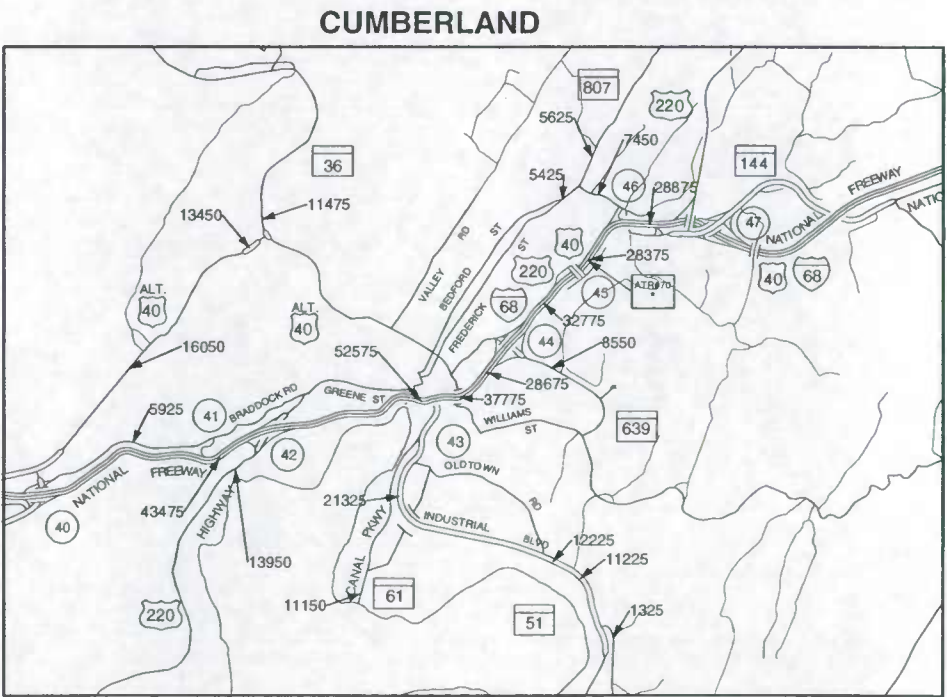 CUMBERLAND
807
220
5625
7450
144
36
5425
46
28875
FREEWAY
11475
13450
47
NATIONAL
VALLEY RD
BEDFORD ST
FREDERICK ST
40
28375
220
40
68
ALT.
40
ALT.
40
68
45
32775
44
8550
16050
52575
28675
37775
5925
41
BRADDOCK RD
GREENE ST
WILLIAMS ST
639
42
43
NATIONAL FREEWAY
OLDTOWN RD
40
43475
HIGHWAY
21325
CANAL PKWY
INDUSTRIAL BLVD
12225
13950
11225
11150
61
220
51
1325